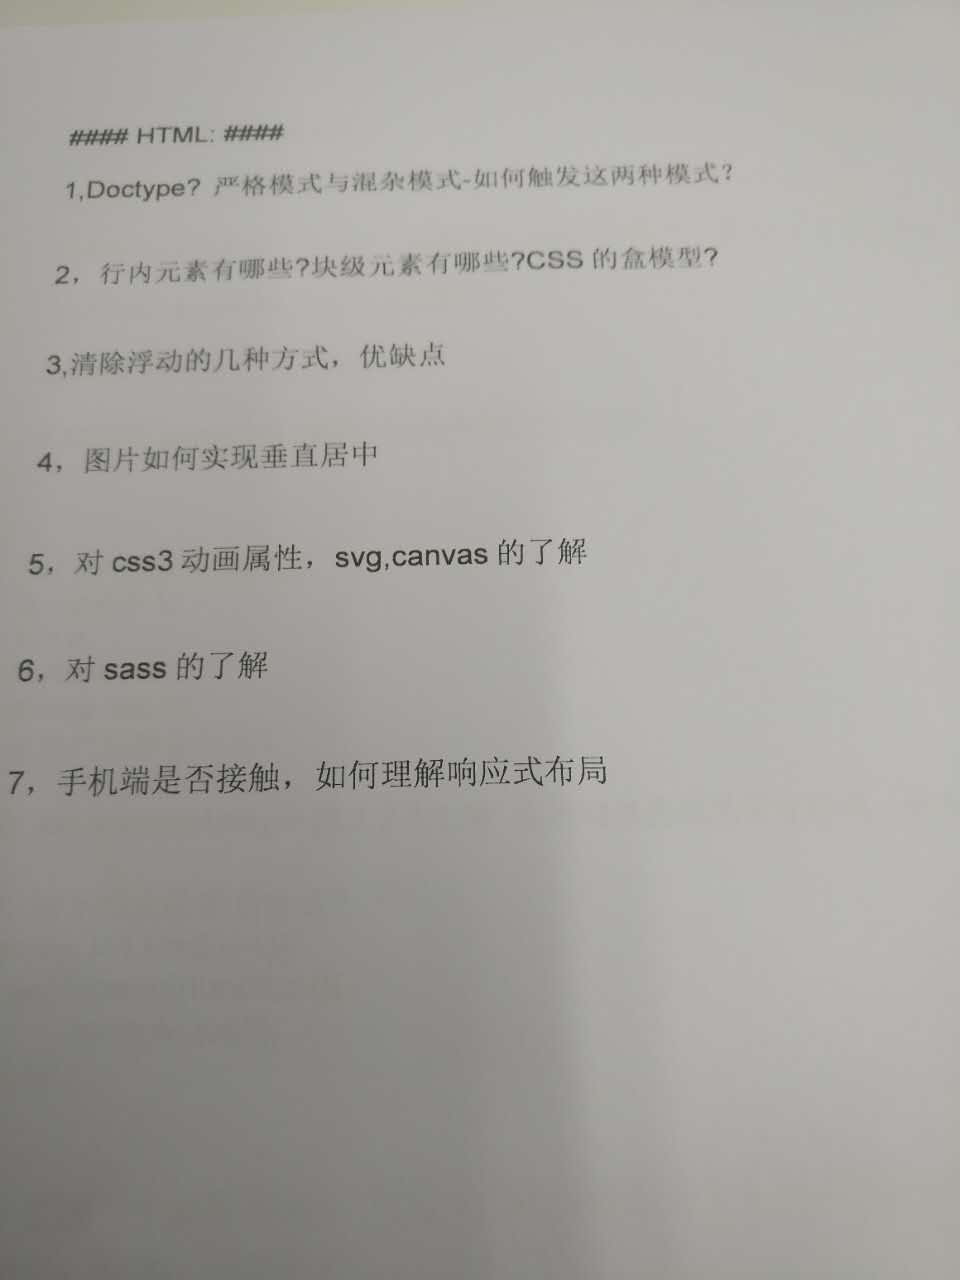 #### HTML: ####
1,Doctype? 严格模式与混杂模式-如何触发这两种模式?
2，行内元素有哪些?块级元素有哪些?CSS 的盒模型?
3,清除浮动的几种方式，优缺点
4，图片如何实现垂直居中
5，对 css3 动画属性，svg,canvas 的了解
6，对 sass 的了解
7，手机端是否接触，如何理解响应式布局